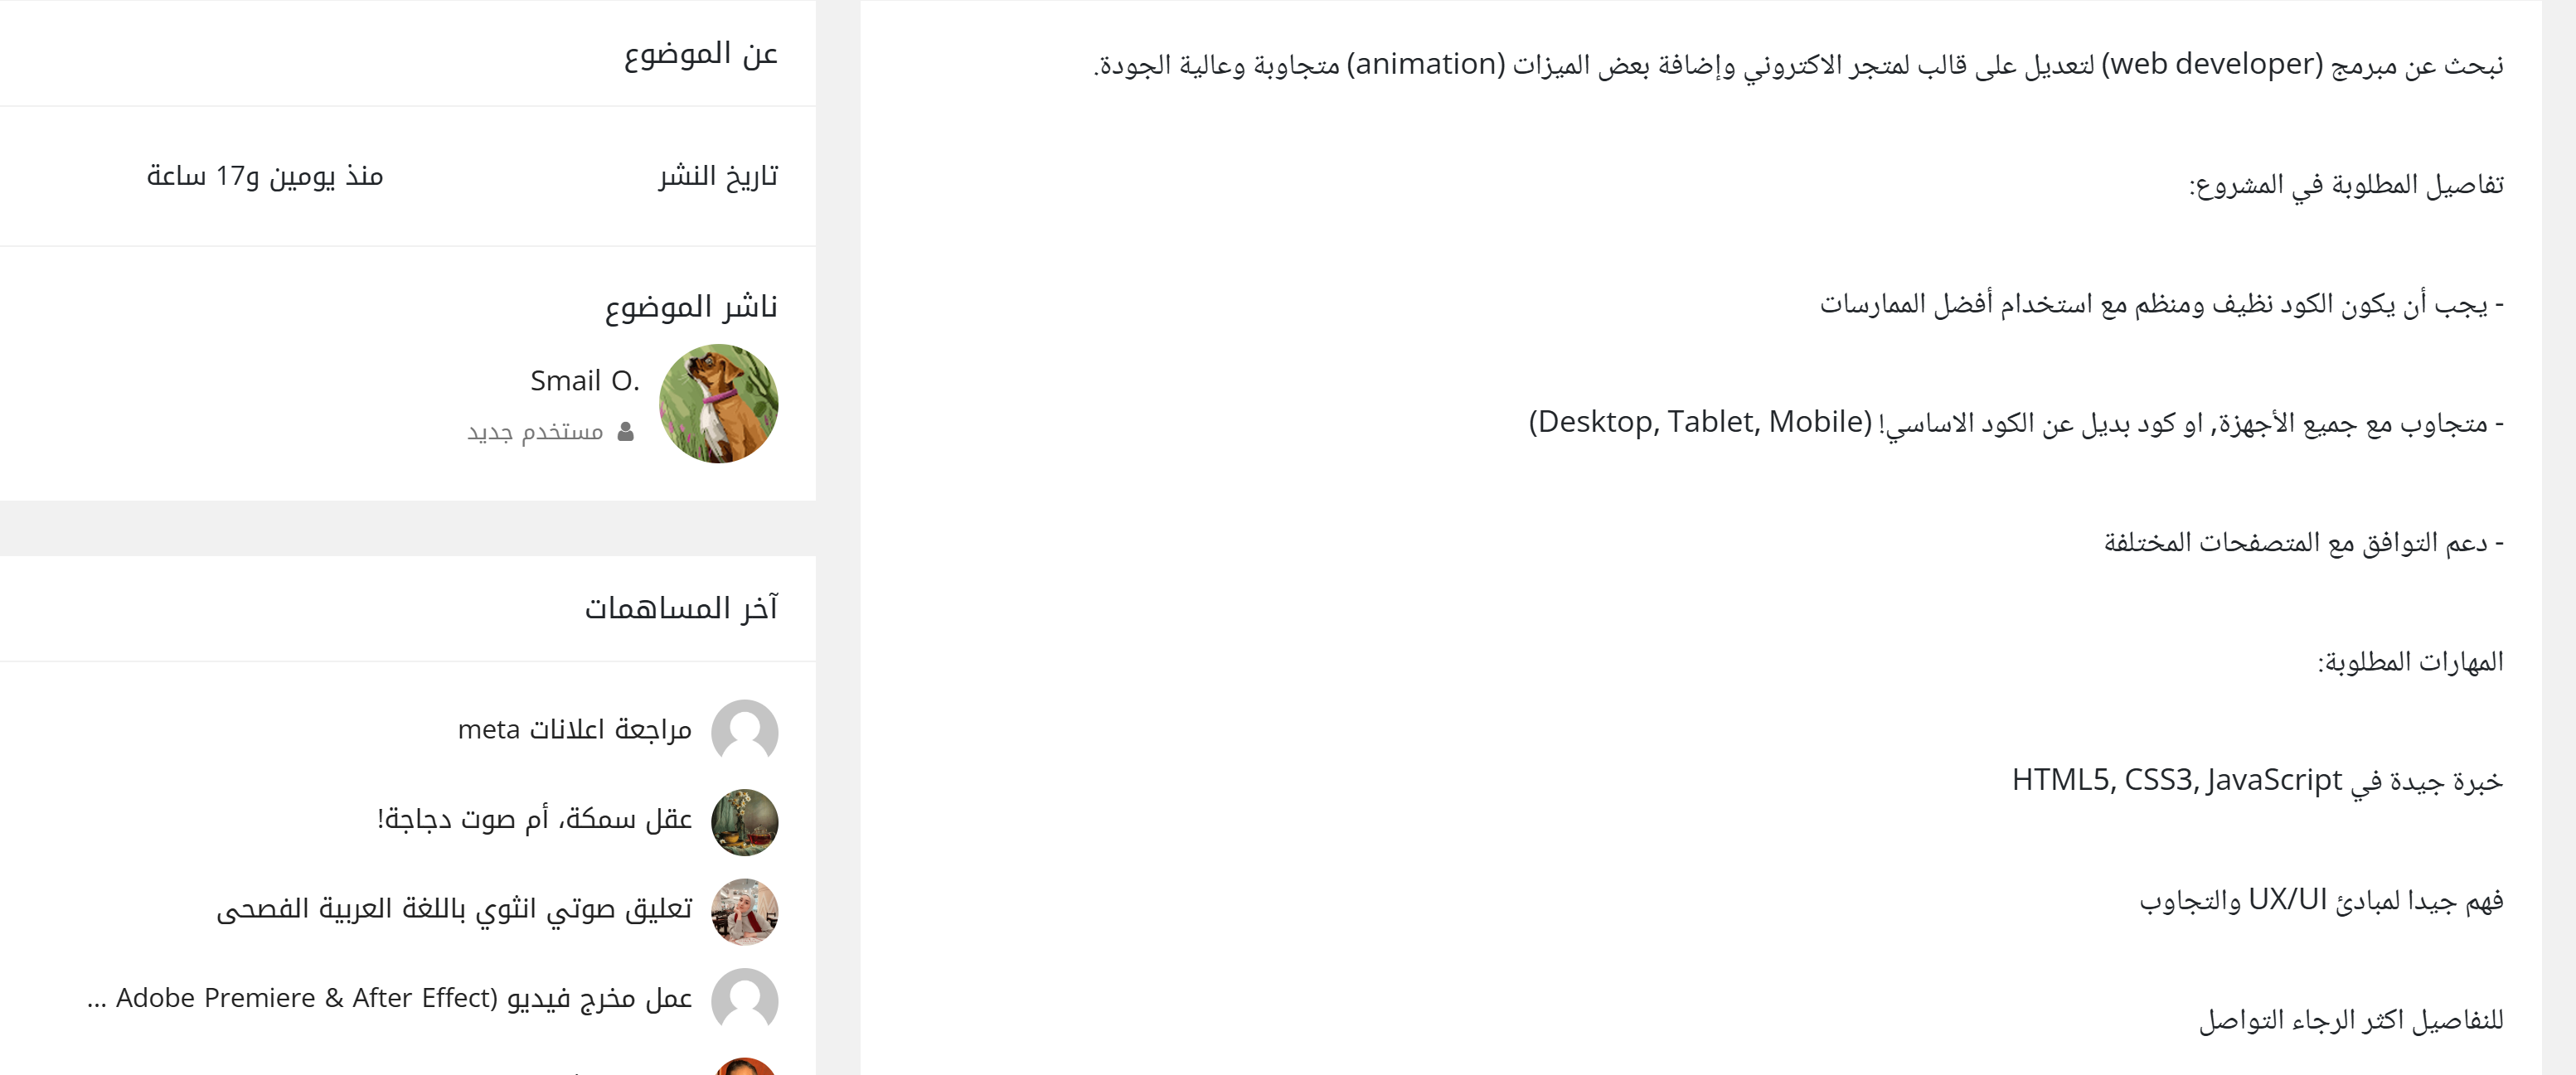 نبحث عن مبرمج (web developer) لتعديل على قالب لمتجر الاكتروني وإضافة بعض الميزات (animation) متجاوبة وعالية الجودة.
تفاصيل المطلوبة في المشروع:
- يجب أن يكون الكود نظيف ومنظم مع استخدام أفضل الممارسات
- متجاوب مع جميع الأجهزة, او كود بديل عن الكود الاساسي! (Desktop, Tablet, Mobile)
- دعم التوافق مع المتصفحات المختلفة
المهارات المطلوبة:
خبرة جيدة في HTML5, CSS3, JavaScript
فهم جيدا لمبادئ UX/UI والتجاوب
للنفاصيل اكثر الرجاء التواصل
عن الموضوع
تاريخ النشر منذ يومين و17 ساعة
ناشر الموضوع
Smail O.
مستخدم جديد
آخر المساهمات
مراجعة اعلانات meta
عقل سمكة، أم صوت دجاجة!
تعليق صوتي انثوي باللغة العربية الفصحى
عمل مخرج فيديو (Adobe Premiere & After Effect ...